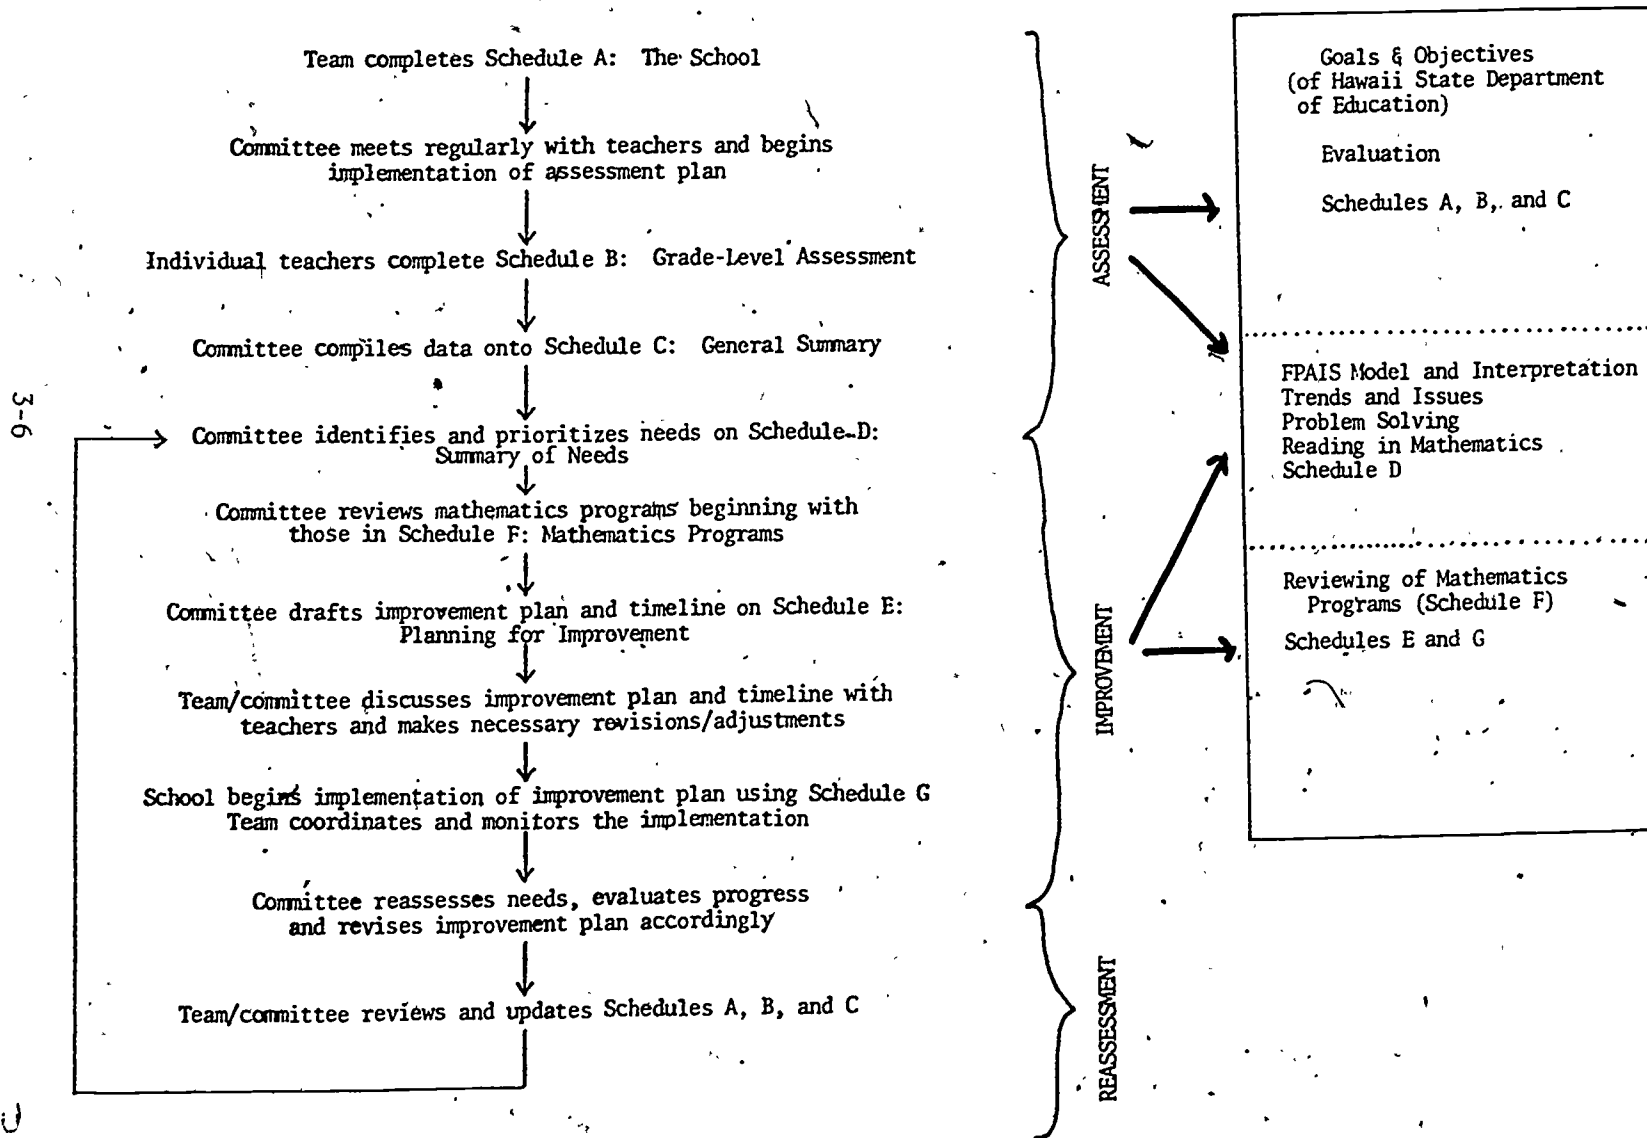 Team completes Schedule A: The School
Committee meets regularly with teachers and begins
implementation of assessment plan
Individual teachers complete Schedule B: Grade-Level Assessment
Committee compiles data onto Schedule C: General Summary
Committee identifies and prioritizes needs on Schedule D:
Summary of Needs
Committee reviews mathematics programs beginning with
those in Schedule F: Mathematics Programs
Committee drafts improvement plan and timeline on Schedule E:
Planning for Improvement
Team/committee discusses improvement plan and timeline with
teachers and makes necessary revisions/adjustments
School begins implementation of improvement plan using Schedule G
Team coordinates and monitors the implementation
Committee reassesses needs, evaluates progress
and revises improvement plan accordingly
Team/committee reviews and updates Schedules A, B, and C
3-6
ASSESSMENT
IMPROVEMENT
REASSESSMENT
Goals & Objectives
(of Hawaii State Department
of Education)
Evaluation
Schedules A, B, and C
FPAIS Model and Interpretation
Trends and Issues
Problem Solving
Reading in Mathematics
Schedule D
Reviewing of Mathematics
Programs (Schedule F)
Schedules E and G